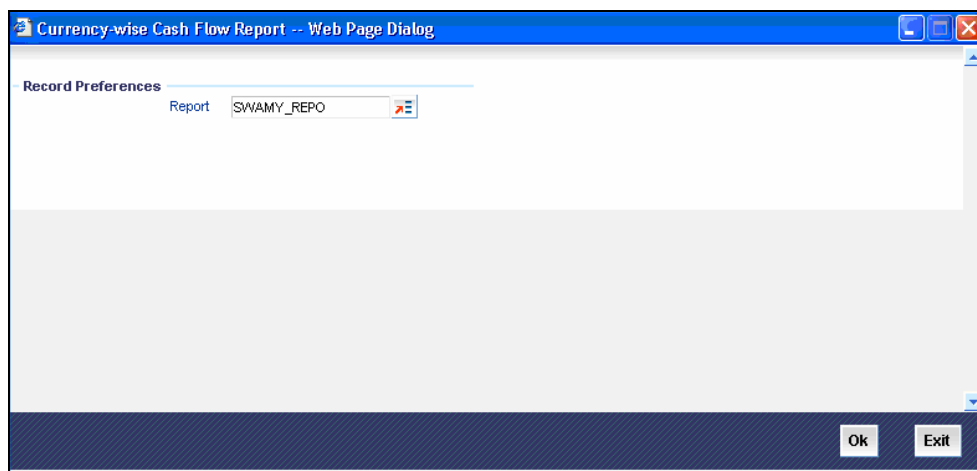 Currency-wise Cash Flow Report -- Web Page Dialog
Record Preferences
Report SWAMY_REPO
Ok Exit